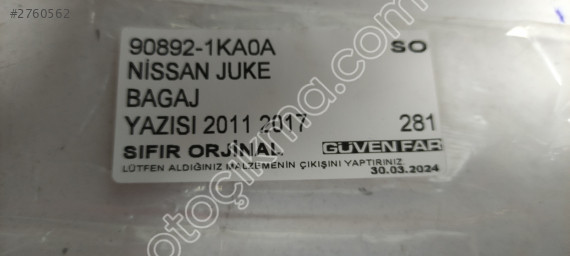 #2760562
90892-1KA0A SO
NİSSAN JUKE
BAGAJ
YAZISI 2011 2017 281
SIFIR ORJİNAL GÜVEN FAR
LÜTFEN ALDIĞINIZ MALZEMENİN ÇIKIŞINI YAPTIRINIZ
30.03.2024
otoçıkma.com